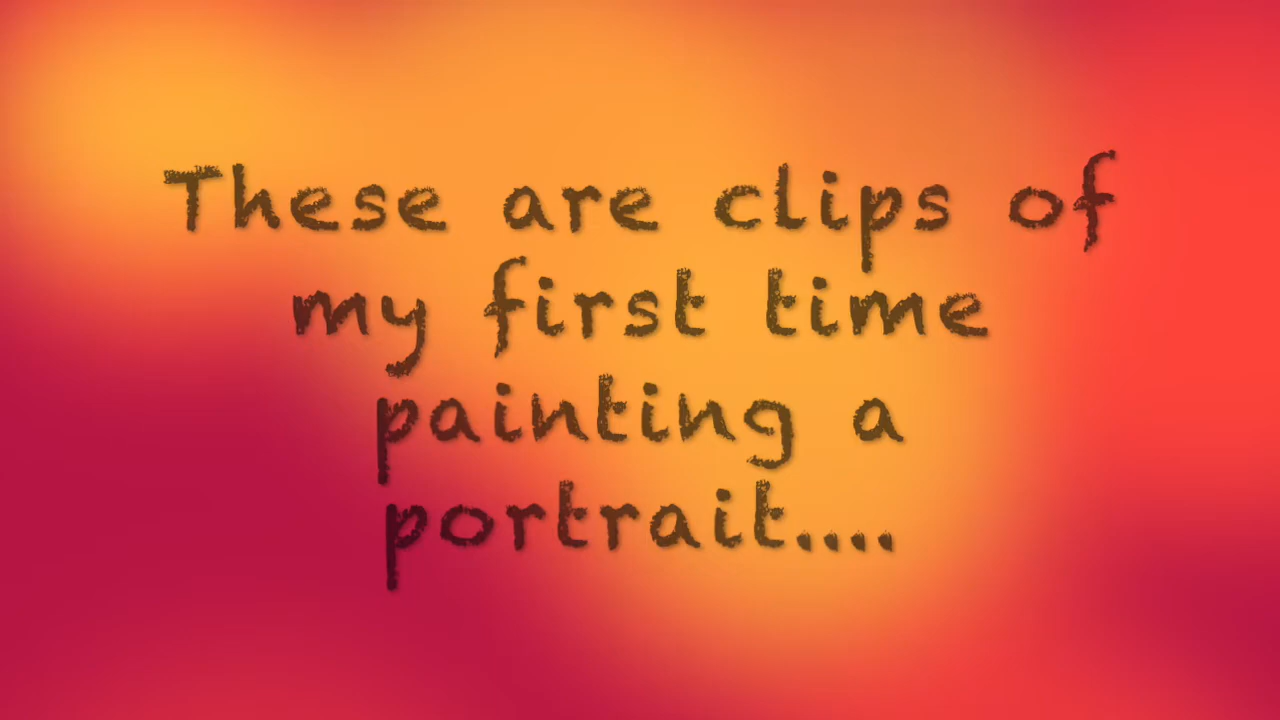 These are clips of
my first time
painting a
portrait....